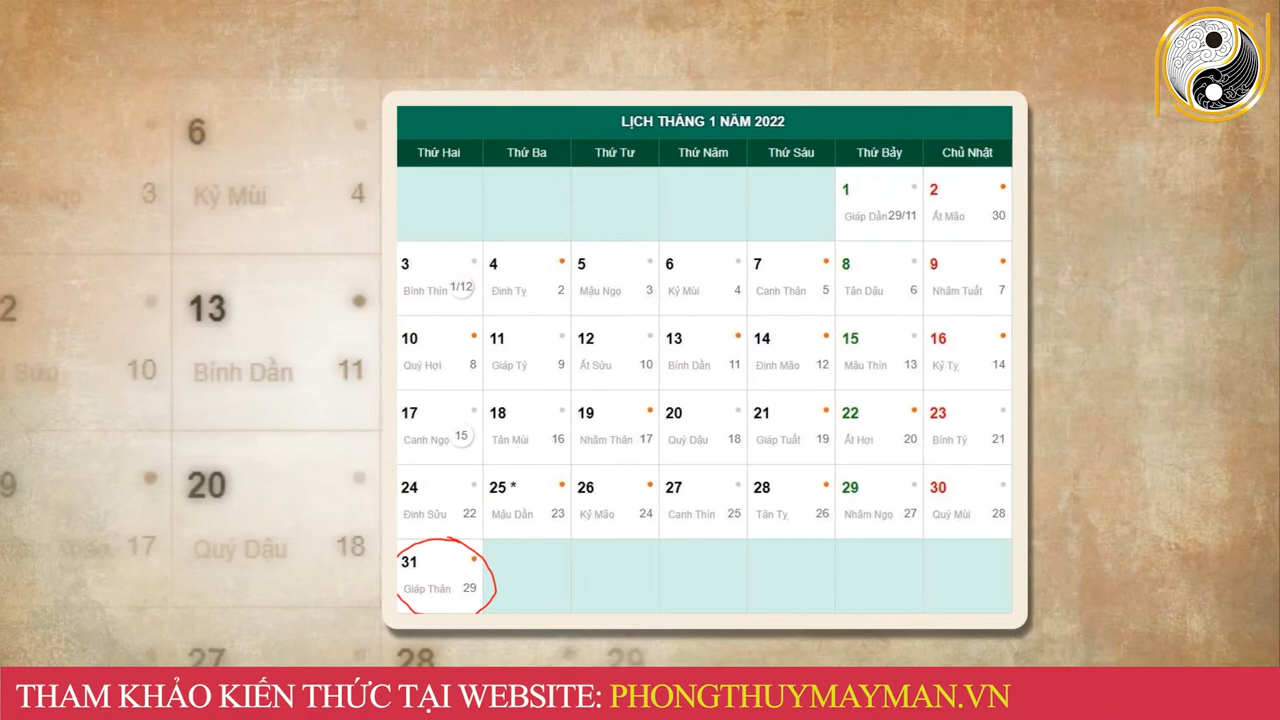 LỊCH THÁNG 1 NĂM 2022
Thứ Hai Thứ Ba Thứ Tư Thứ Năm Thứ Sáu Thứ Bảy Chủ Nhật
1 2
Giáp Dần 29/11 Ất Mão 30
3 4 5 6 7 8 9
Bính Thìn 1/12 Đinh Tỵ 2 Mậu Ngọ 3 Kỷ Mùi 4 Canh Thân 5 Tân Dậu 6 Nhâm Tuất 7
10 11 12 13 14 15 16
Quý Hợi 8 Giáp Tý 9 Ất Sửu 10 Bính Dần 11 Đinh Mão 12 Mậu Thìn 13 Kỷ Tỵ 14
17 18 19 20 21 22 23
Canh Ngọ 15 Tân Mùi 16 Nhâm Thân 17 Quý Dậu 18 Giáp Tuất 19 Ất Hợi 20 Bính Tý 21
24 25 * 26 27 28 29 30
Đinh Sửu 22 Mậu Dần 23 Kỷ Mão 24 Canh Thìn 25 Tân Tỵ 26 Nhâm Ngọ 27 Quý Mùi 28
31
Giáp Thân 29
6
3 Kỷ Mùi 4
2 13
10 Bính Dần 11
9 20
17 Quý Dậu 18
27 28 29
THAM KHẢO KIẾN THỨC TẠI WEBSITE: PHONGTHUYMAYMAN.VN